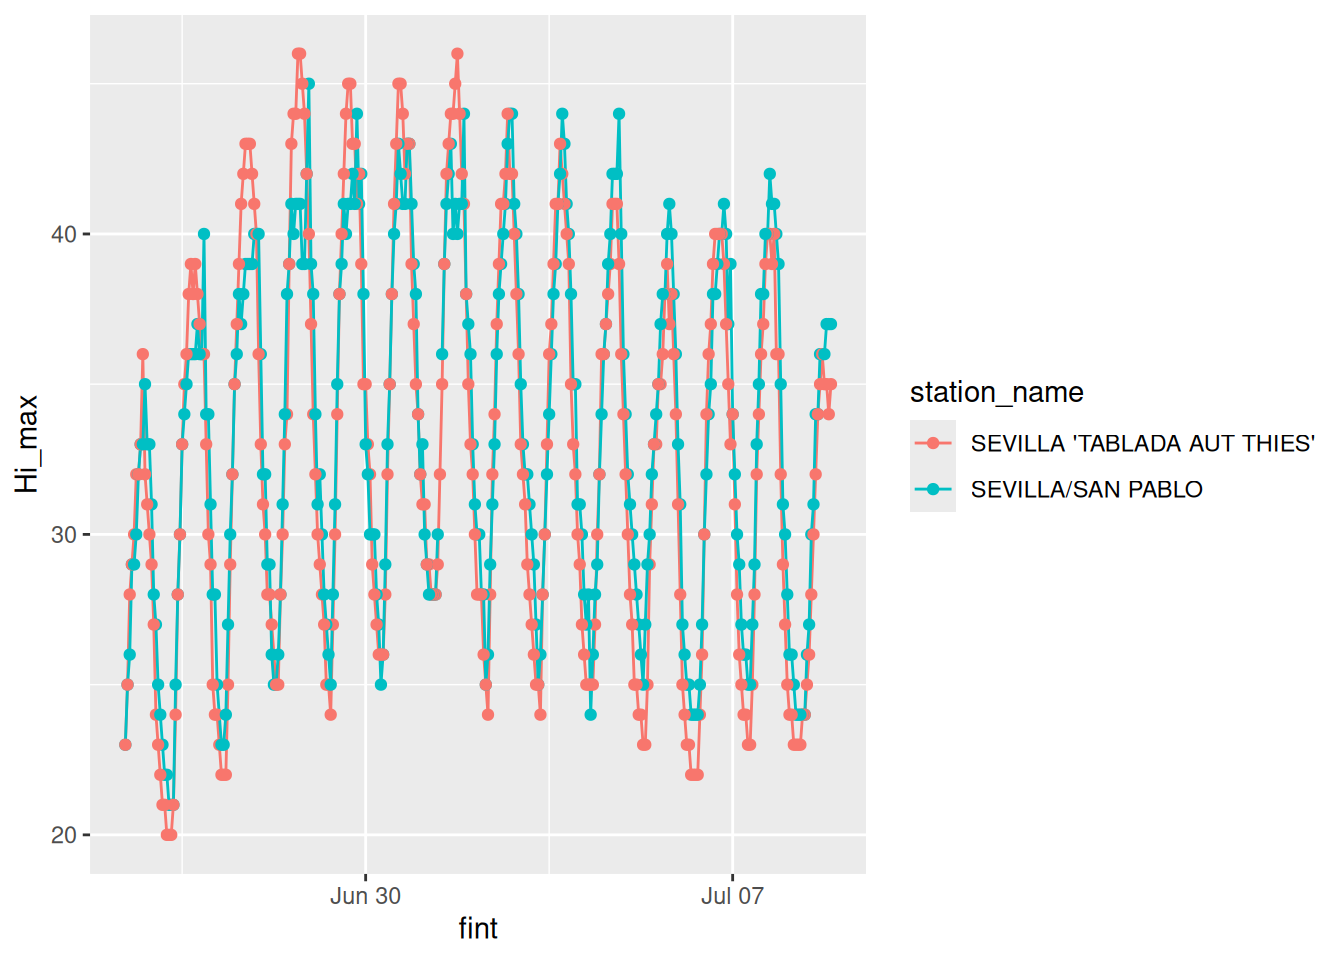 Hi_max
40
30
20
Jun 30
Jul 07
fint
station_name
SEVILLA 'TABLADA AUT THIES'
SEVILLA/SAN PABLO